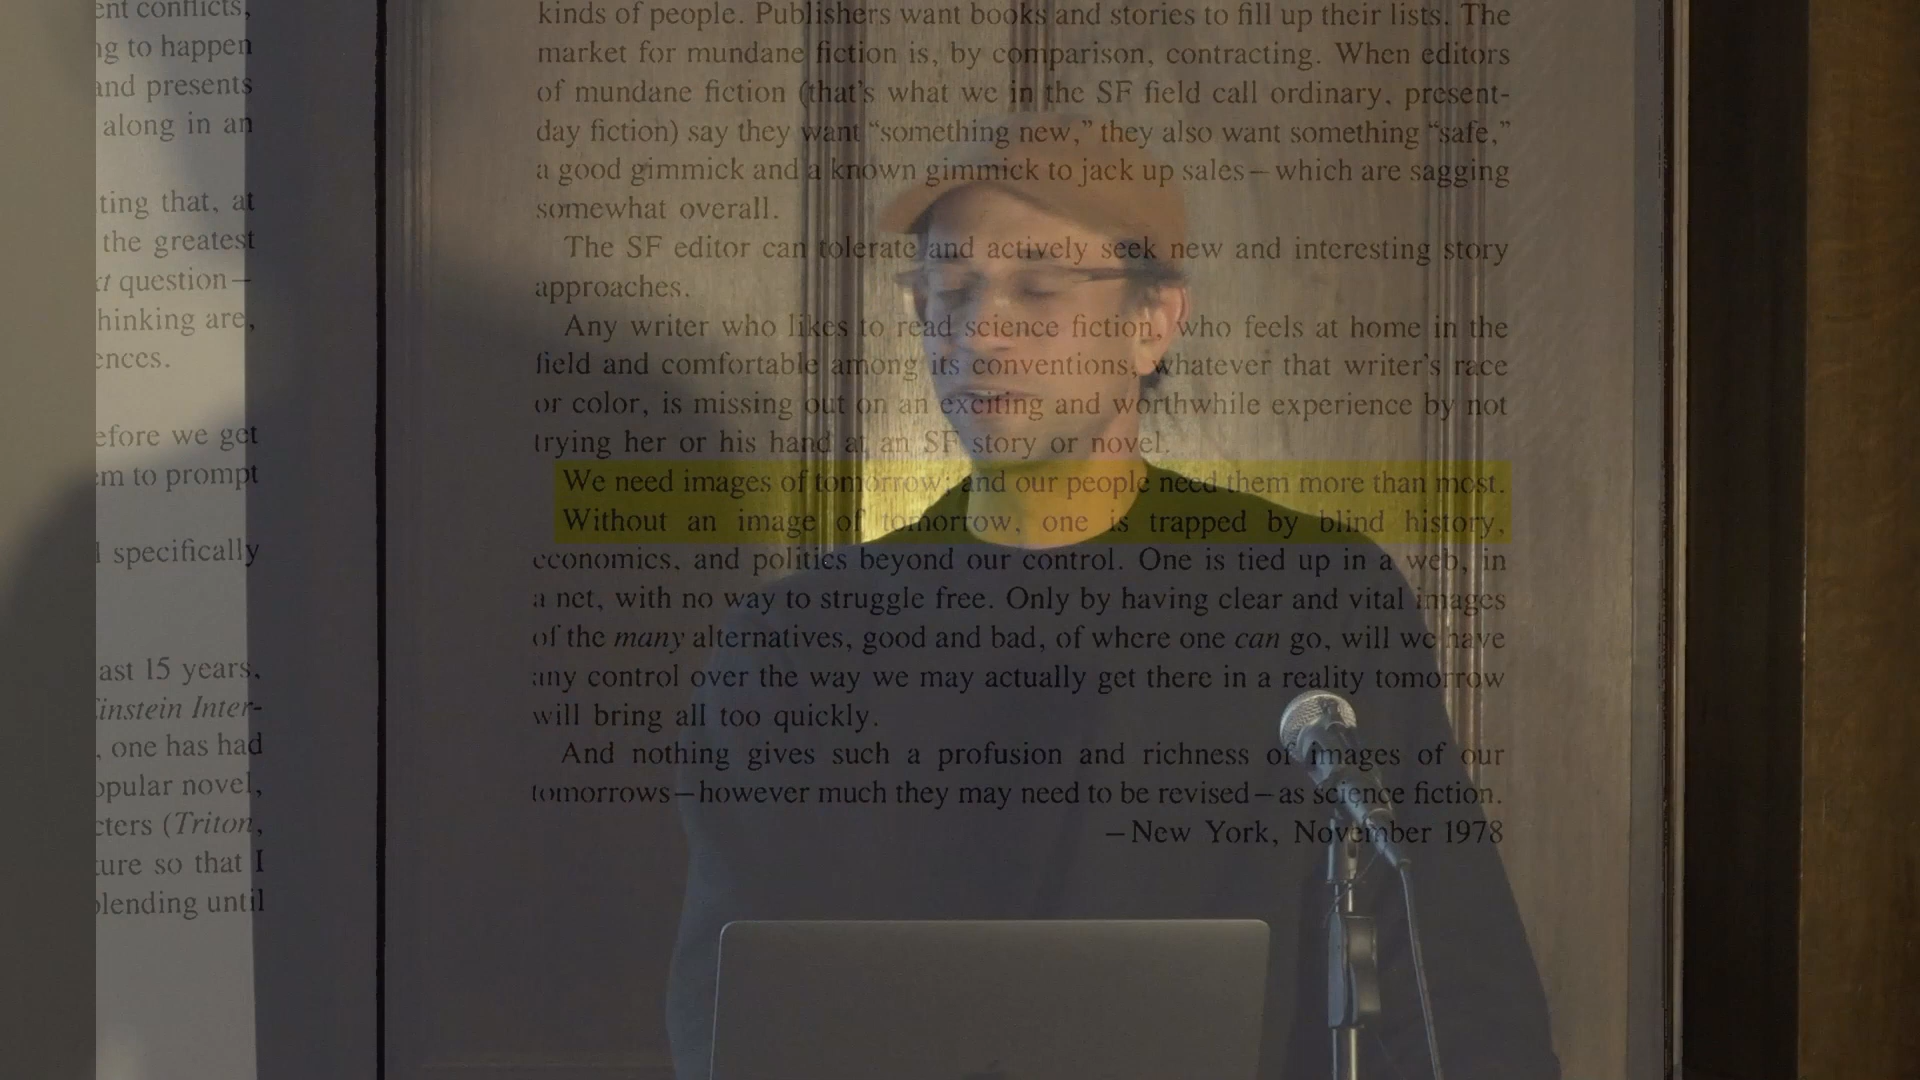 ent conflicts,
ng to happen
and presents
along in an
ting that, at
the greatest
rt question—
hinking are,
ences.
efore we get
em to prompt
l specifically
ast 15 years,
Einstein Inter-
, one has had
opular novel,
cters (Triton,
ture so that I
blending until
kinds of people. Publishers want books and stories to fill up their lists. The
market for mundane fiction is, by comparison, contracting. When editors
of mundane fiction (that's what we in the SF field call ordinary, present-
day fiction) say they want “something new,” they also want something “safe,”
a good gimmick and a known gimmick to jack up sales—which are sagging
somewhat overall.
The SF editor can tolerate and actively seek new and interesting story
approaches.
Any writer who likes to read science fiction, who feels at home in the
field and comfortable among its conventions, whatever that writer's race
or color, is missing out on an exciting and worthwhile experience by not
trying her or his hand at an SF story or novel.
We need images of tomorrow; and our people need them more than most.
Without an image of tomorrow, one is trapped by blind history,
economics, and politics beyond our control. One is tied up in a web, in
a net, with no way to struggle free. Only by having clear and vital images
of the many alternatives, good and bad, of where one can go, will we have
any control over the way we may actually get there in a reality tomorrow
will bring all too quickly.
And nothing gives such a profusion and richness of images of our
tomorrows—however much they may need to be revised—as science fiction.
—New York, November 1978